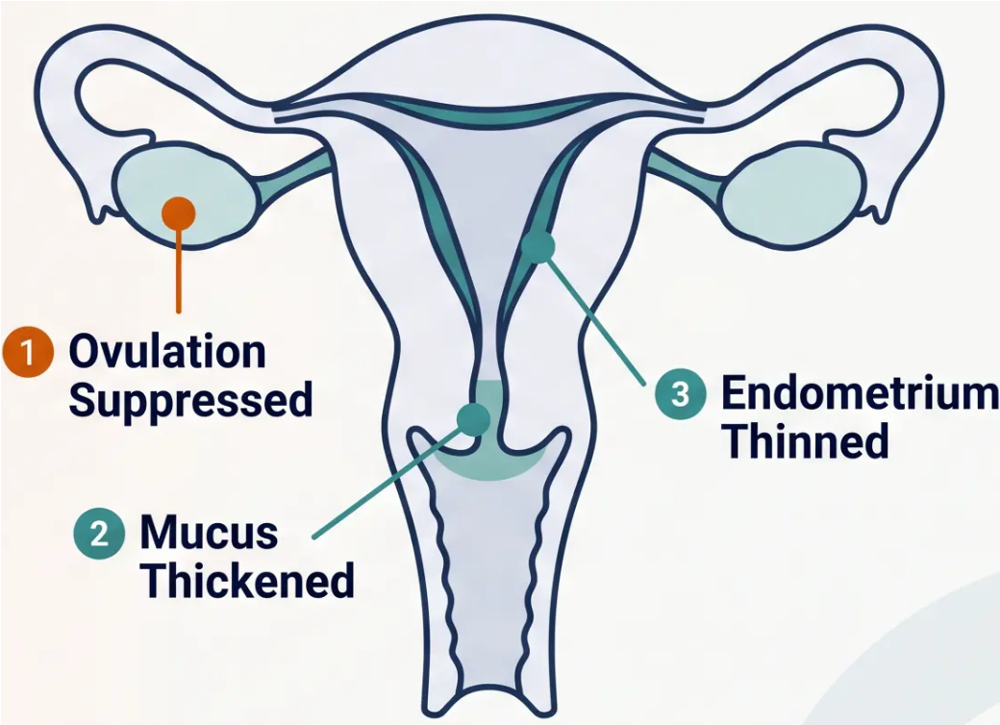 1 Ovulation
Suppressed
3 Endometrium
Thinned
2 Mucus
Thickened